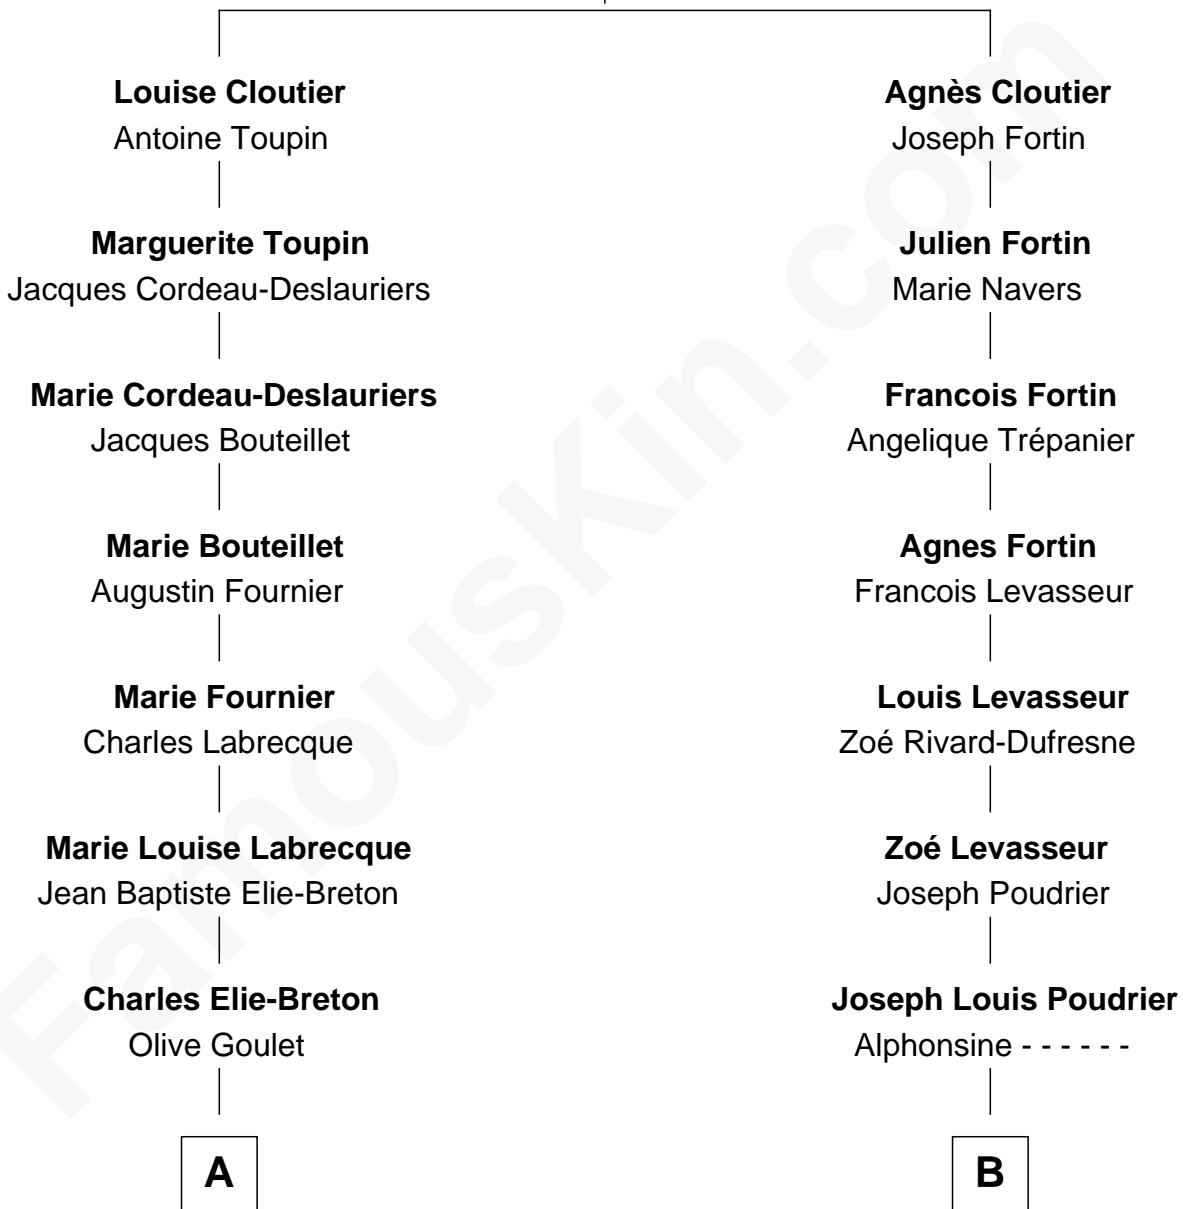 Louise Cloutier
Antoine Toupin
Marguerite Toupin
Jacques Cordeau-Deslauriers
Marie Cordeau-Deslauriers
Jacques Bouteillet
Marie Bouteillet
Augustin Fournier
Marie Fournier
Charles Labrecque
Marie Louise Labrecque
Jean Baptiste Elie-Breton
Charles Elie-Breton
Olive Goulet
A
Agnès Cloutier
Joseph Fortin
Julien Fortin
Marie Navers
Francois Fortin
Angelique Trépanier
Agnes Fortin
Francois Levasseur
Louis Levasseur
Zoé Rivard-Dufresne
Zoé Levasseur
Joseph Poudrier
Joseph Louis Poudrier
Alphonsine - - - - - -
B
FamousKin.com